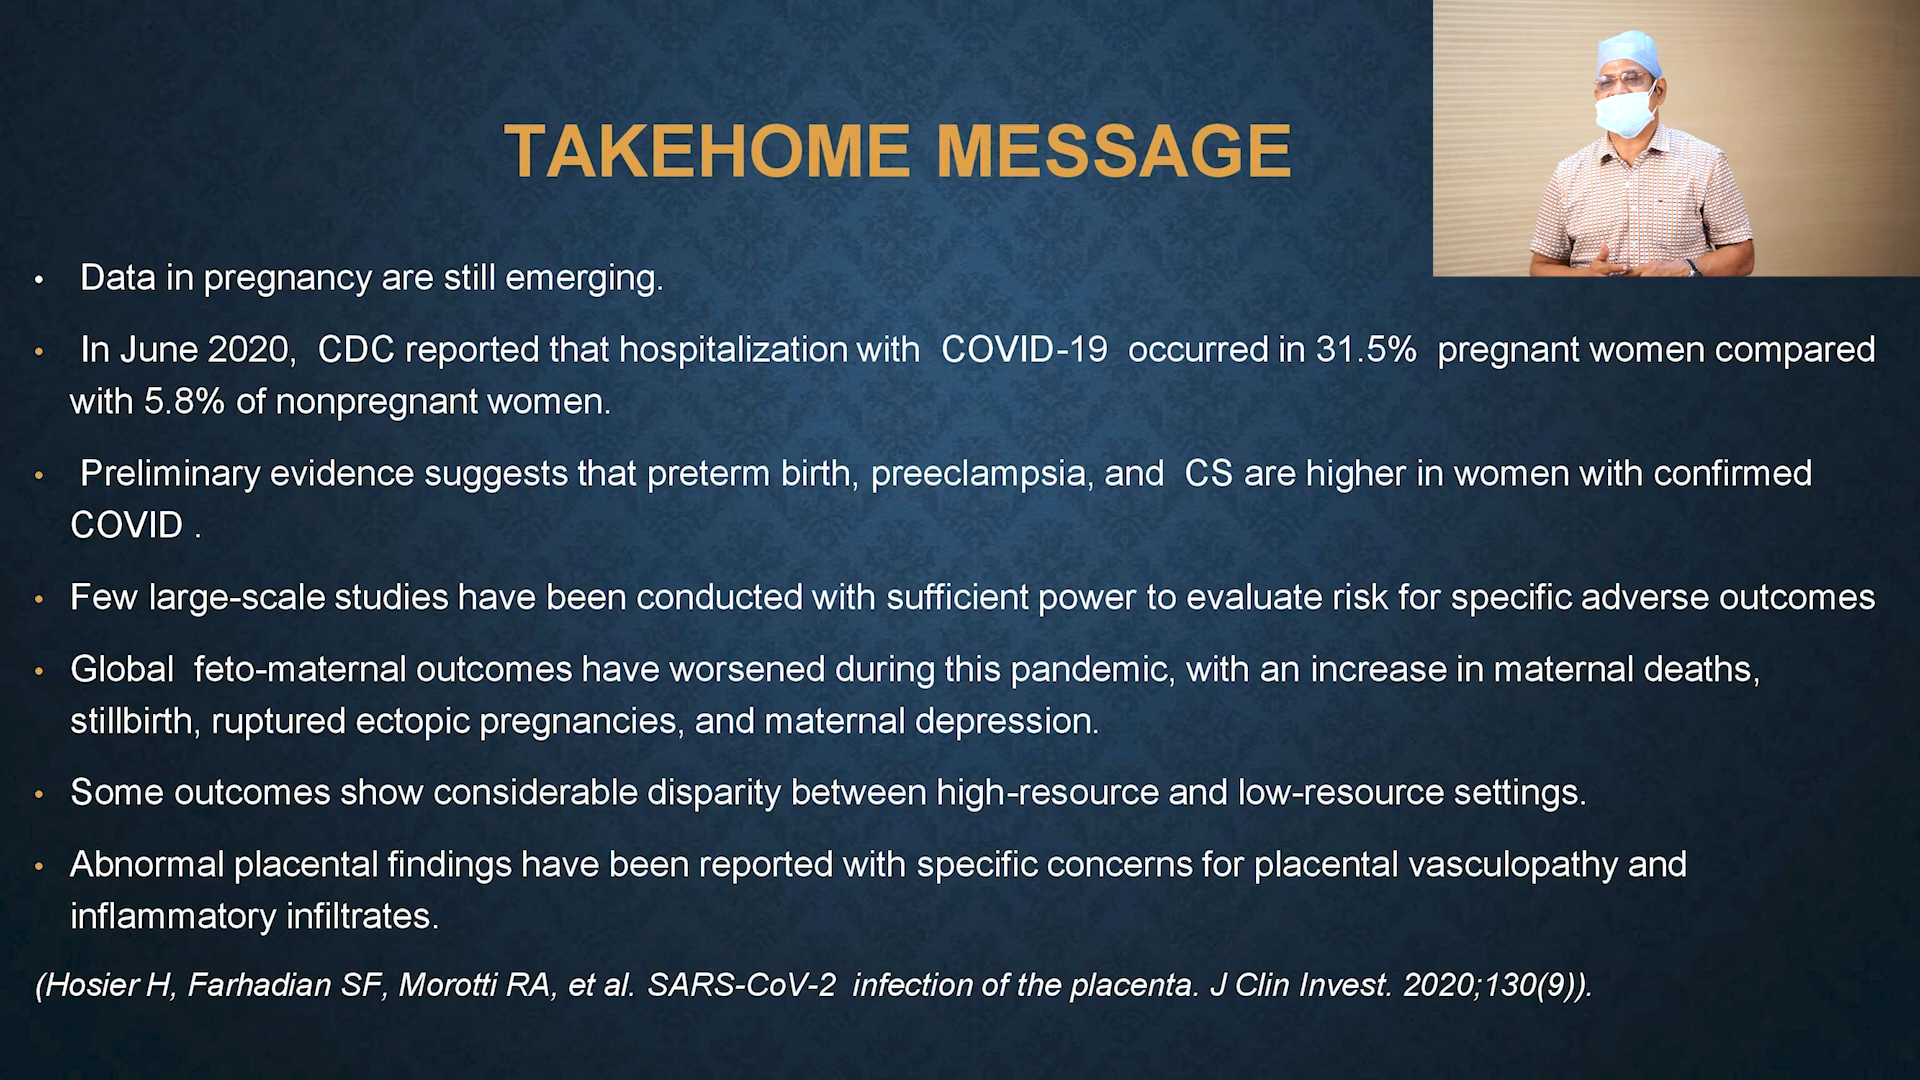 TAKEHOME MESSAGE
• Data in pregnancy are still emerging.
• In June 2020, CDC reported that hospitalization with COVID-19 occurred in 31.5% pregnant women compared
with 5.8% of nonpregnant women.
• Preliminary evidence suggests that preterm birth, preeclampsia, and CS are higher in women with confirmed
COVID .
• Few large-scale studies have been conducted with sufficient power to evaluate risk for specific adverse outcomes
• Global feto-maternal outcomes have worsened during this pandemic, with an increase in maternal deaths,
stillbirth, ruptured ectopic pregnancies, and maternal depression.
• Some outcomes show considerable disparity between high-resource and low-resource settings.
• Abnormal placental findings have been reported with specific concerns for placental vasculopathy and
inflammatory infiltrates.
(Hosier H, Farhadian SF, Morotti RA, et al. SARS-CoV-2 infection of the placenta. J Clin Invest. 2020;130(9)).